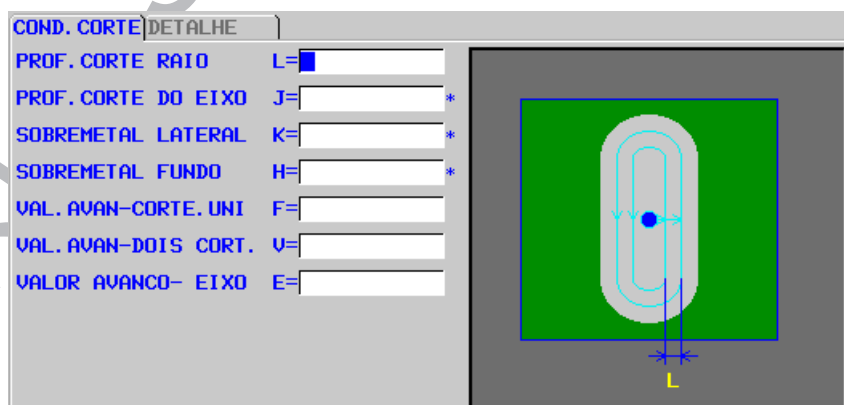 COND. CORTE DETALHE
PROF. CORTE RAIO L=
PROF. CORTE DO EIXO J= *
SOBREMETAL LATERAL K= *
SOBREMETAL FUNDO H= *
VAL. AVAN-CORTE. UNI F=
VAL. AVAN-DOIS CORT. V=
VALOR AVANCO- EIXO E=
L